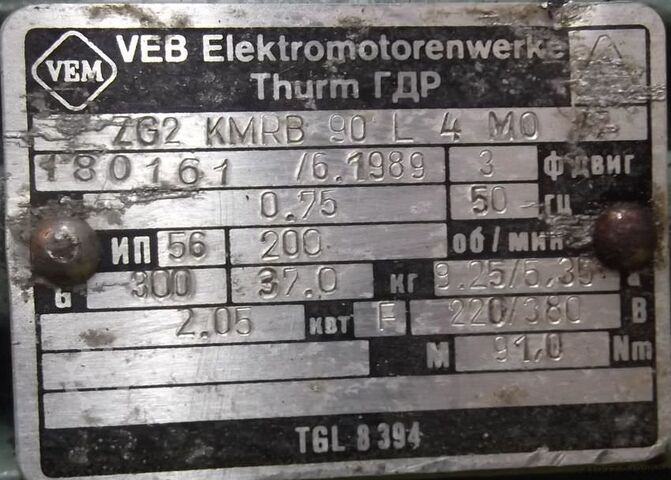 VEM
VEB Elektromotorenwerke
Thurm ГДР
ZG2 KMRB 90 L 4 MO
180161 /6.1989 3 ф двиг
0.75 50 гц
ИП 56 200 об/мин
G 300 37.0 кг 9.25/5.35 a
2.05 квт F 220/380 В
М 91.0 Nm
TGL 8394